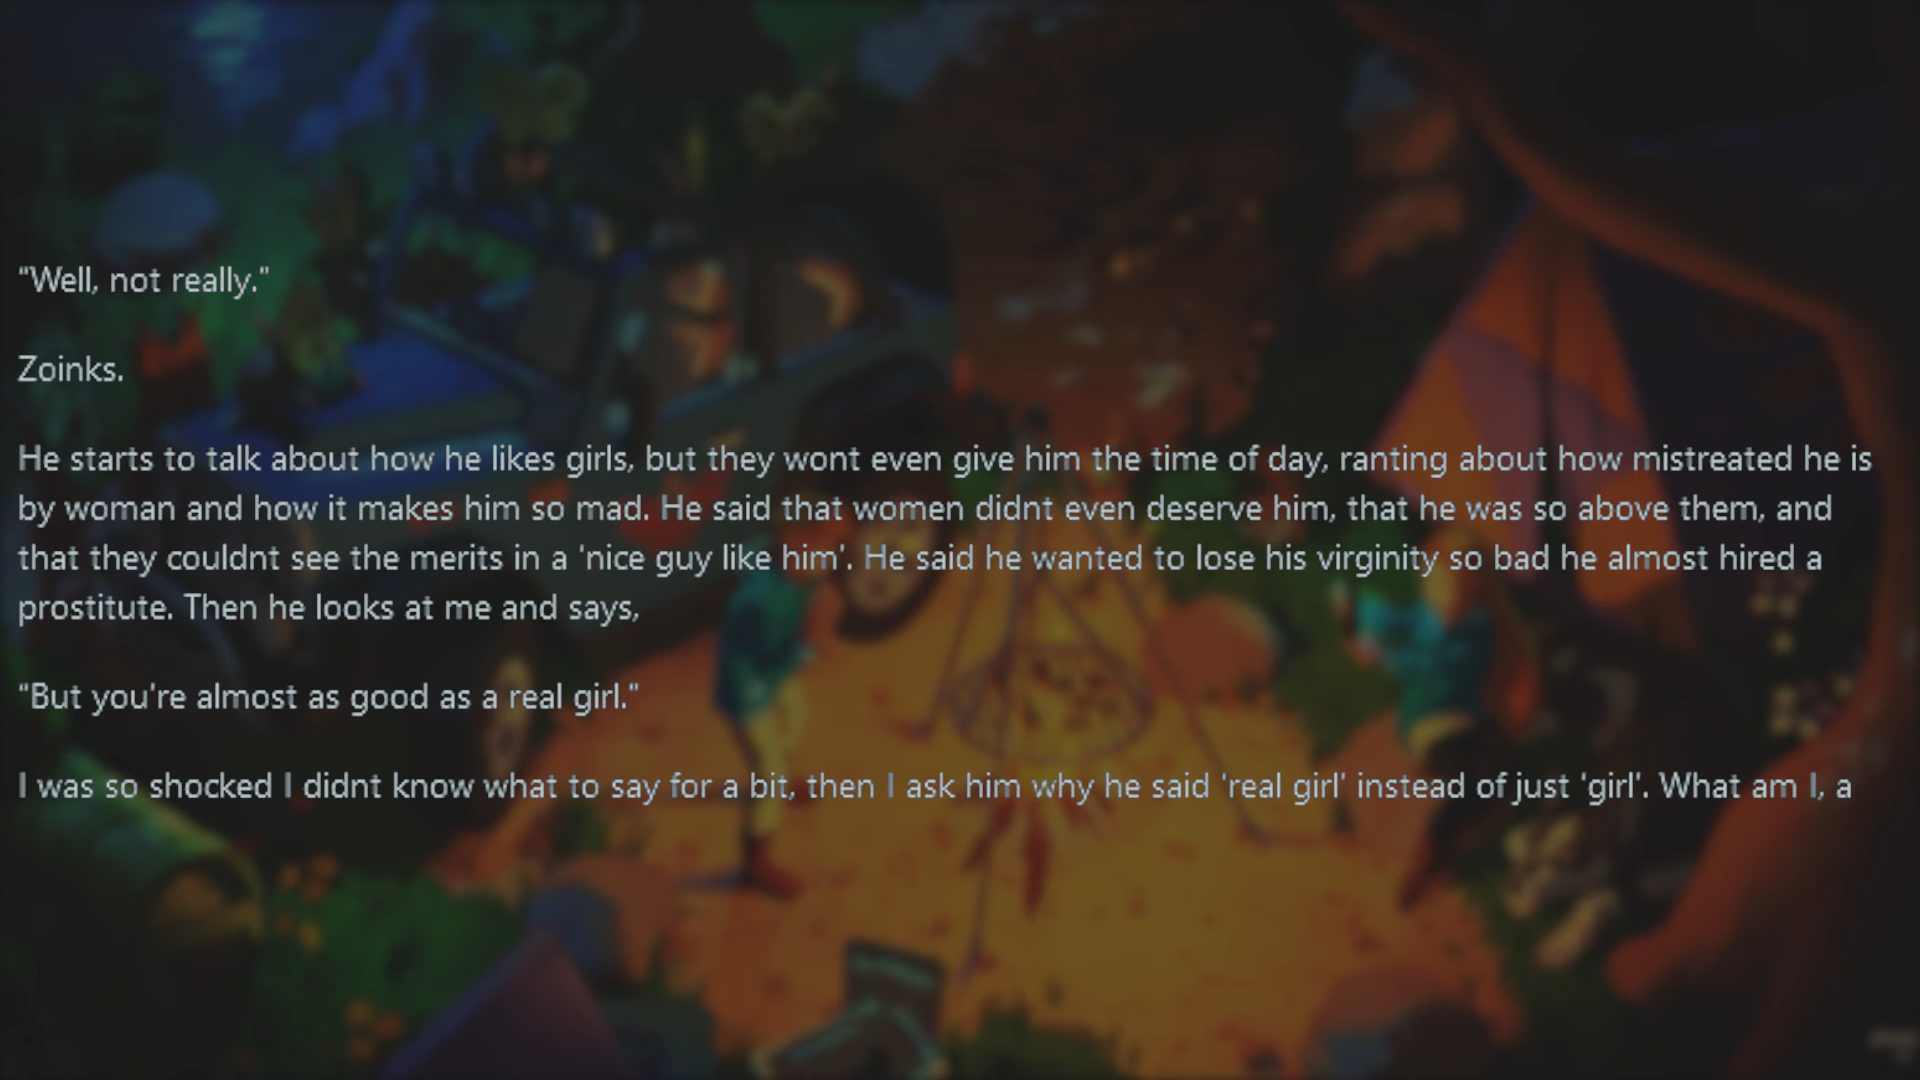 "Well, not really."
Zoinks.
He starts to talk about how he likes girls, but they wont even give him the time of day, ranting about how mistreated he is
by woman and how it makes him so mad. He said that women didnt even deserve him, that he was so above them, and
that they couldnt see the merits in a 'nice guy like him'. He said he wanted to lose his virginity so bad he almost hired a
prostitute. Then he looks at me and says,
"But you're almost as good as a real girl."
I was so shocked I didnt know what to say for a bit, then I ask him why he said 'real girl' instead of just 'girl'. What am I, a